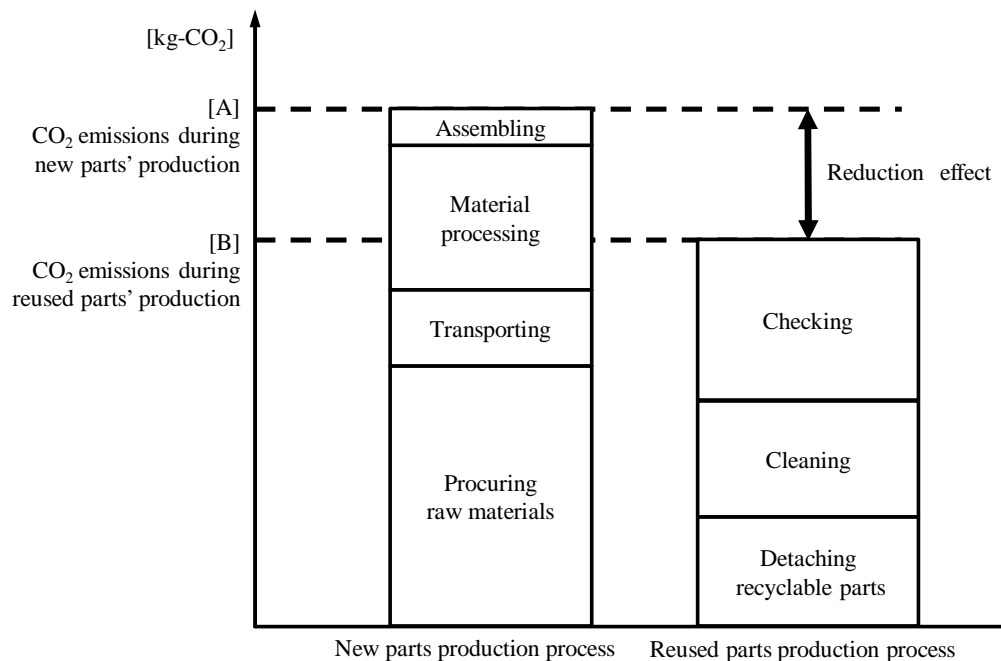 [kg-CO₂]
[A]
CO₂ emissions during
new parts’ production
[B]
CO₂ emissions during
reused parts’ production
Assembling
Material
processing
Transporting
Procuring
raw materials
Reduction effect
Checking
Cleaning
Detaching
recyclable parts
New parts production process
Reused parts production process